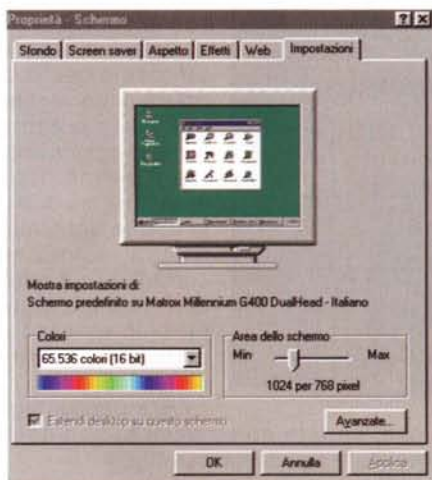 Proprietà - Schermo
Sfondo Screen saver Aspetto Effetti Web Impostazioni
Mostra impostazioni di:
Schermo predefinito su Matrox Millennium G400 DualHead - Italiano
Colori
65.536 colori (16 bit)
Area dello schermo
Min Max
1024 per 768 pixel
Estendi desktop su questo schermo
Avanzate...
OK Annulla Applica